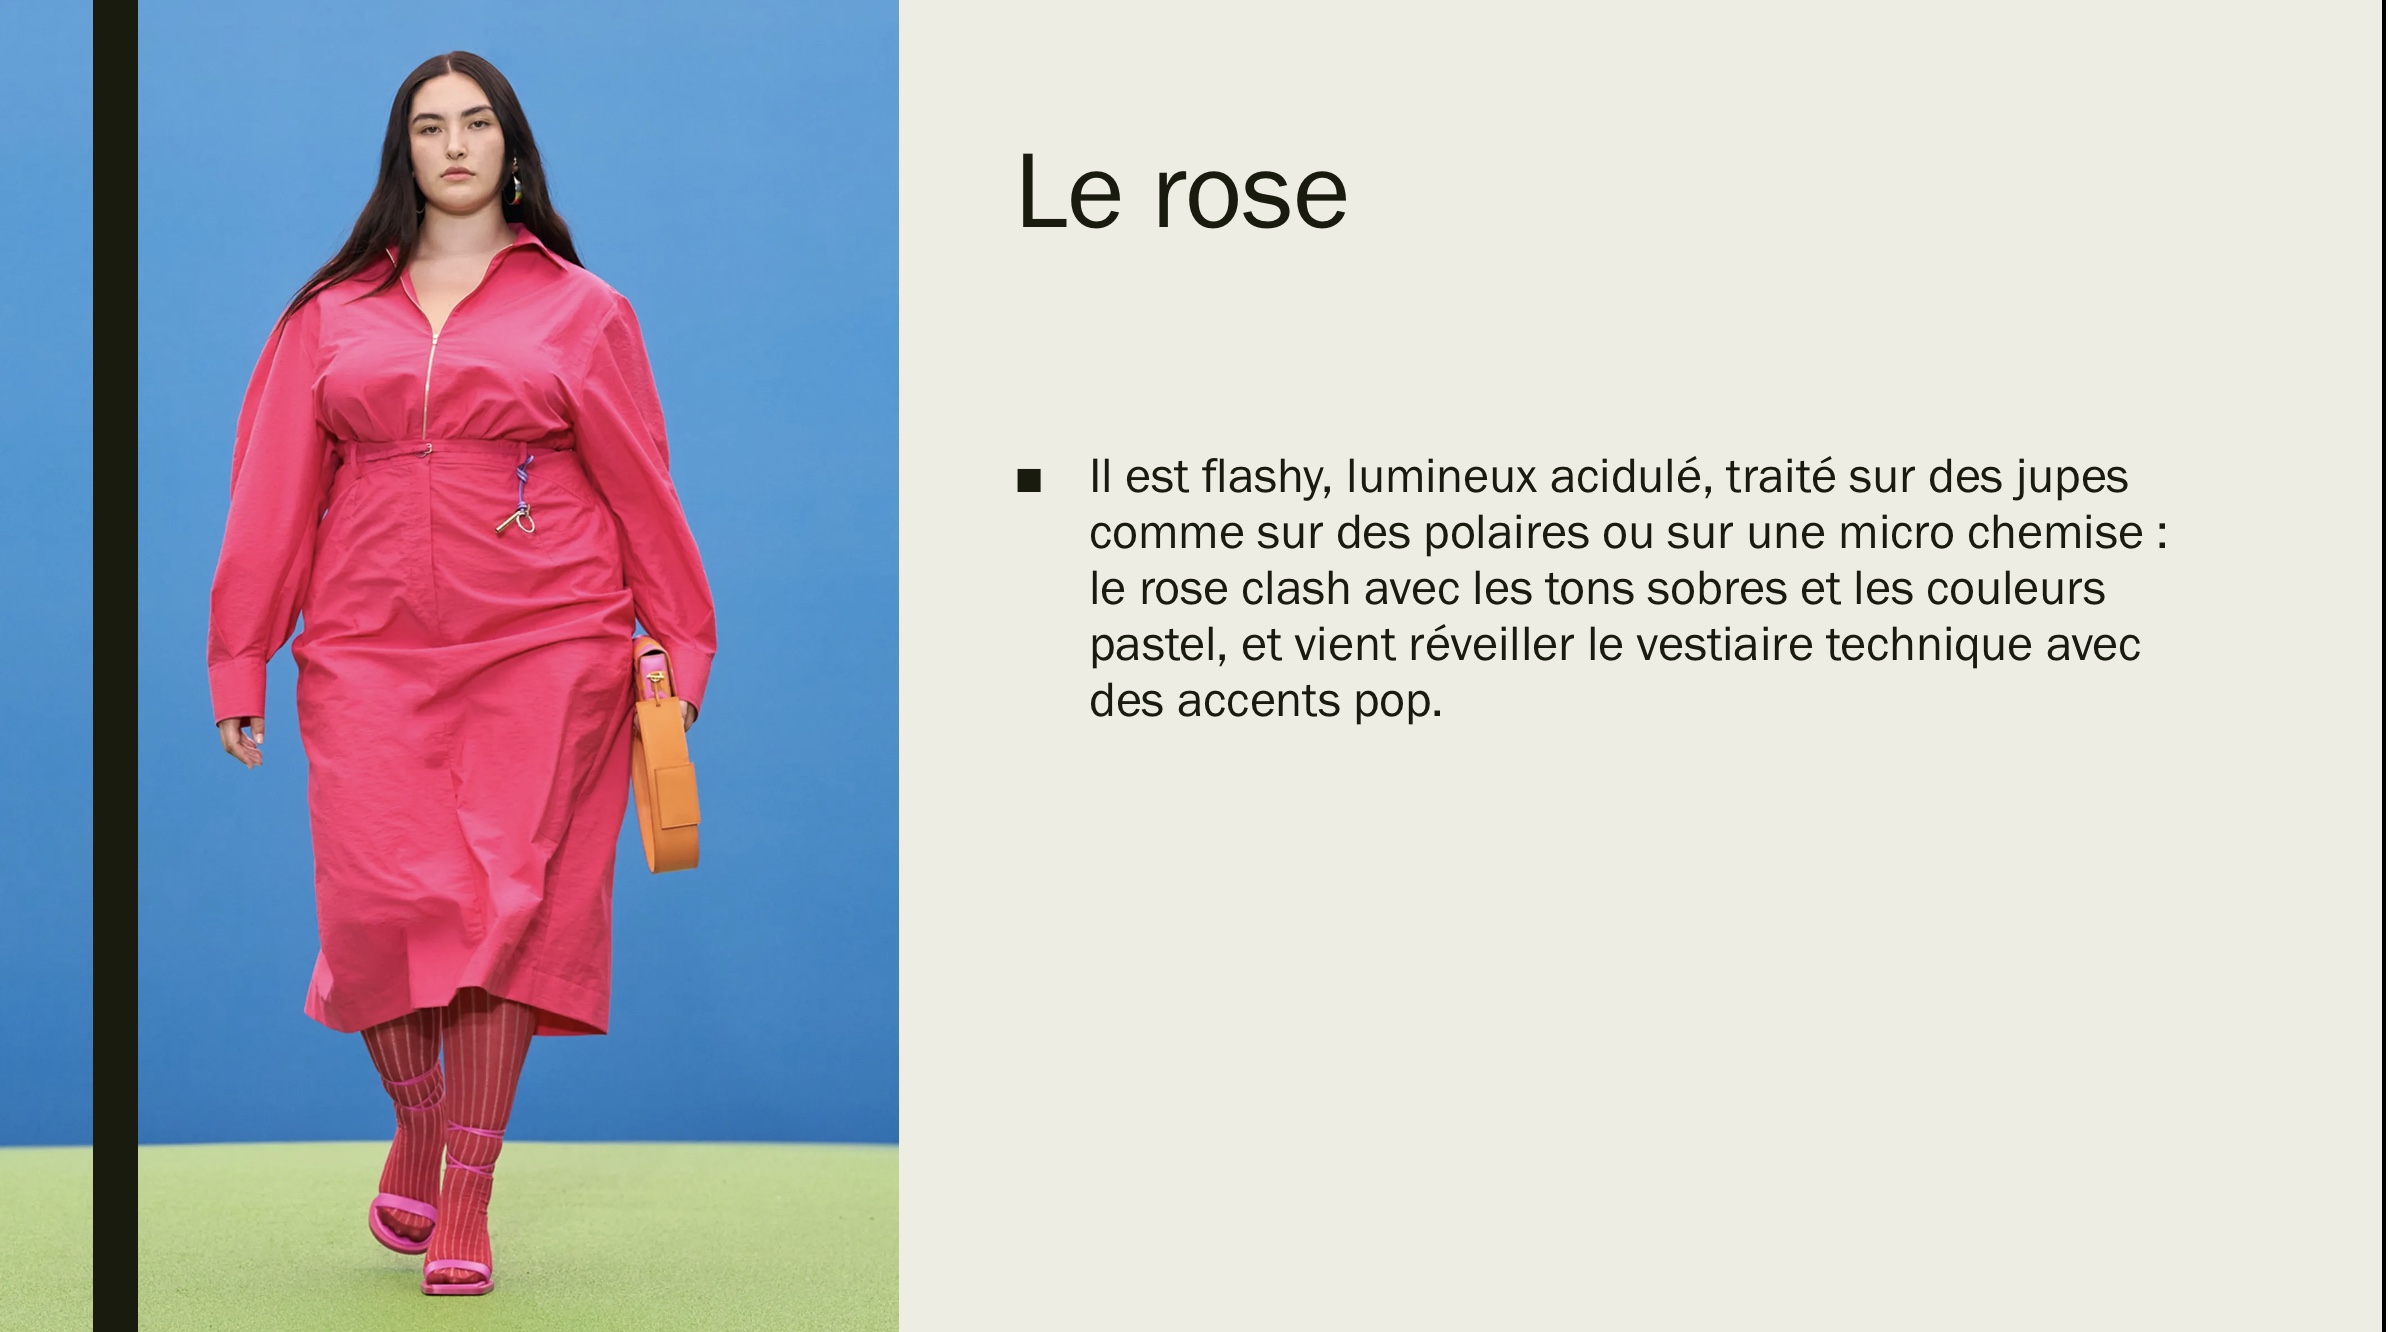 Le rose
■ Il est flashy, lumineux acidulé, traité sur des jupes
comme sur des polaires ou sur une micro chemise :
le rose clash avec les tons sobres et les couleurs
pastel, et vient réveiller le vestiaire technique avec
des accents pop.